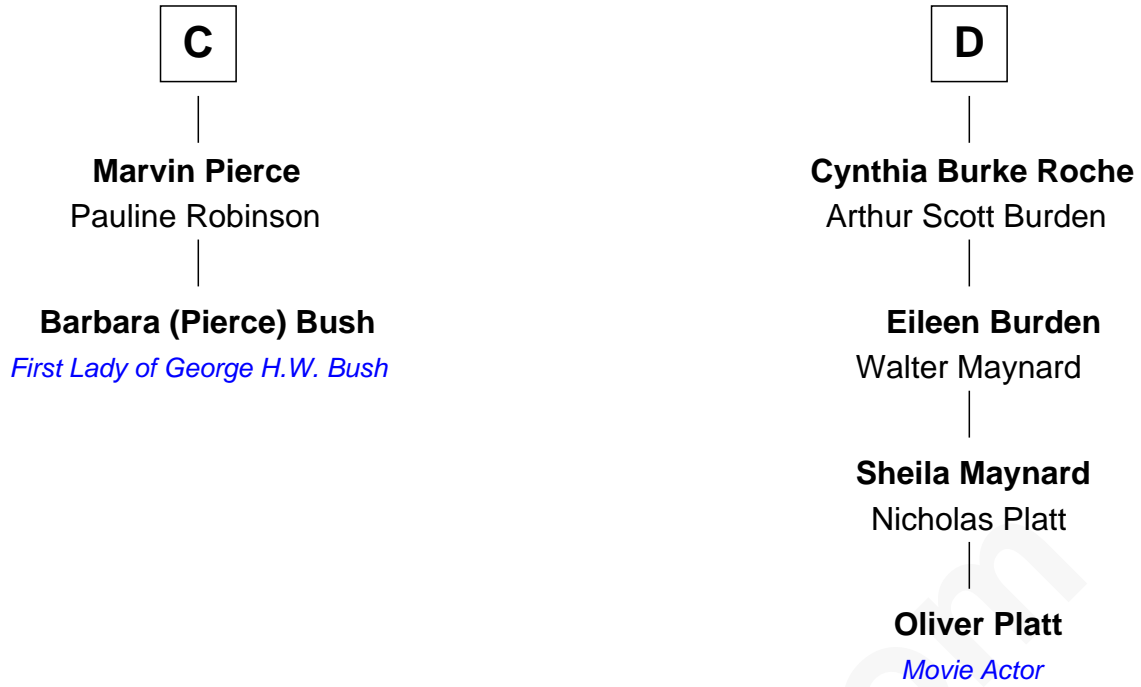 C
Marvin Pierce
Pauline Robinson
Barbara (Pierce) Bush
First Lady of George H.W. Bush
D
Cynthia Burke Roche
Arthur Scott Burden
Eileen Burden
Walter Maynard
Sheila Maynard
Nicholas Platt
Oliver Platt
Movie Actor